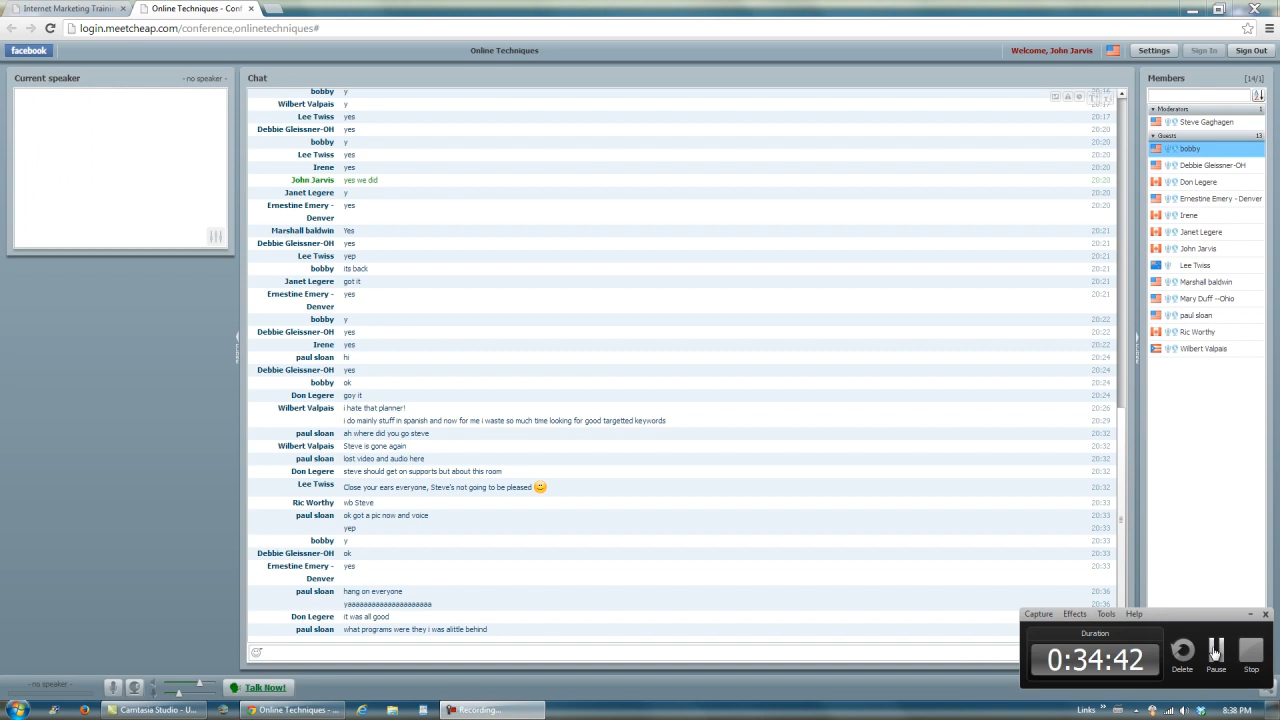 Internet Marketing Trainin
Online Techniques - Conf
login.meetcheap.com/conference,onlinetechniques#
facebook
Online Techniques
Welcome, John Jarvis
Settings
Sign In
Sign Out
Current speaker
- no speaker -
Chat
bobby y 20:16
Wilbert Valpais y 20:17
Lee Twiss yes 20:17
Debbie Gleissner-OH yes 20:20
bobby y 20:20
Lee Twiss yes 20:20
Irene yes 20:20
John Jarvis yes we did 20:20
Janet Legere y 20:20
Ernestine Emery - yes 20:20
Denver
Marshall baldwin Yes 20:21
Debbie Gleissner-OH yes 20:21
Lee Twiss yep 20:21
bobby its back 20:21
Janet Legere got it 20:21
Ernestine Emery - yes 20:21
Denver
bobby y 20:22
Debbie Gleissner-OH yes 20:22
Irene yes 20:22
paul sloan hi 20:24
Debbie Gleissner-OH yes 20:24
bobby ok 20:24
Don Legere goy it 20:24
Wilbert Valpais i hate that planner! 20:26
i do mainly stuff in spanish and now for me i waste so much time looking for good targetted keywords 20:29
paul sloan ah where did you go steve 20:32
Wilbert Valpais Steve is gone again 20:32
paul sloan lost video and audio here 20:32
Don Legere steve should get on supports but about this room 20:32
Lee Twiss Close your ears everyone, Steve's not going to be pleased 20:32
Ric Worthy wb Steve 20:33
paul sloan ok got a pic now and voice 20:33
yep 20:33
bobby y 20:33
Debbie Gleissner-OH ok 20:33
Ernestine Emery - yes 20:33
Denver
paul sloan hang on everyone 20:36
yaaaaaaaaaaaaaaaaaaaa 20:36
Don Legere it was all good
paul sloan what programs were they i was alittle behind
Members [14/1]
Moderators 1
Steve Gaghagen
Guests 13
bobby
Debbie Gleissner-OH
Don Legere
Ernestine Emery - Denver
Irene
Janet Legere
John Jarvis
Lee Twiss
Marshall baldwin
Mary Duff --Ohio
paul sloan
Ric Worthy
Wilbert Valpais
Capture Effects Tools Help
Duration
0:34:42
Delete Pause Stop
- no speaker -
Talk Now!
Camtasia Studio - U...
Online Techniques - ...
Recording...
Links
8:38 PM